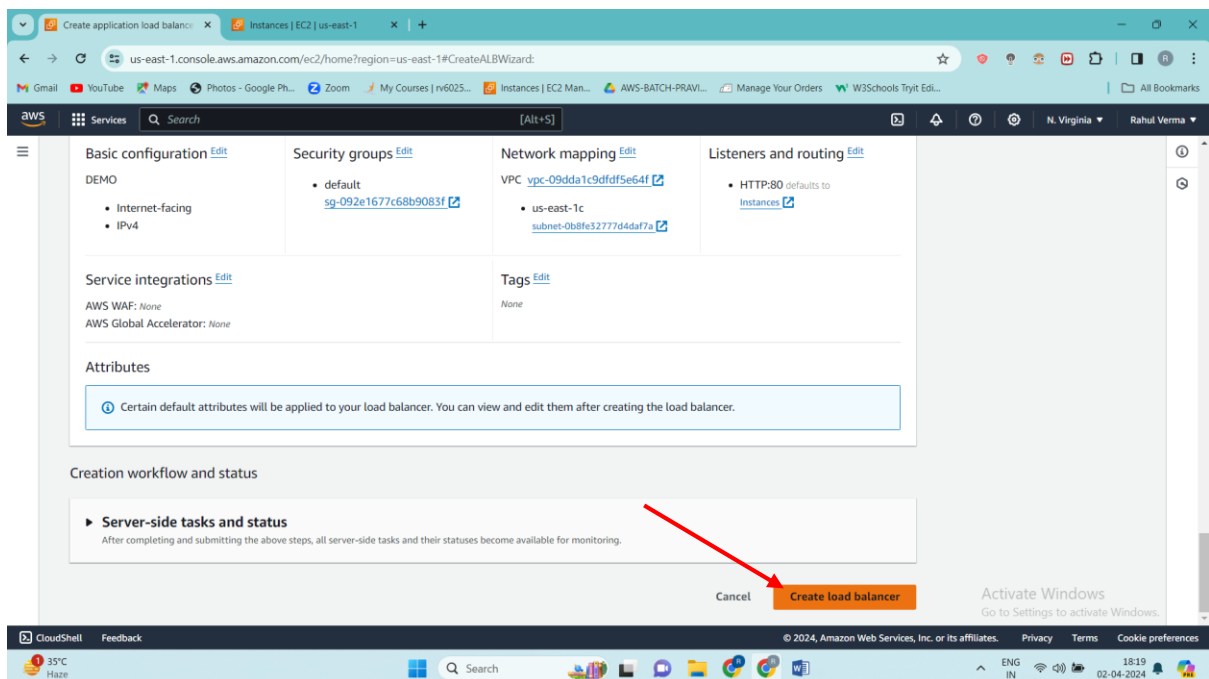 Create application load balance
Instances | EC2 | us-east-1
us-east-1.console.aws.amazon.com/ec2/home?region=us-east-1#CreateALBWizard:
R
Gmail YouTube Maps Photos - Google Ph... Zoom My Courses | rv6025... Instances | EC2 Man... AWS-BATCH-PRAVI... Manage Your Orders W3Schools Tryit Edi... All Bookmarks
aws Services Search [Alt+S] N. Virginia ▼ Rahul Verma ▼
Basic configuration Edit
DEMO
• Internet-facing
• IPv4
Security groups Edit
• default
sg-092e1677c68b9083f
Network mapping Edit
VPC vpc-09dda1c9dfdf5e64f
• us-east-1c
subnet-0b8fe32777d4daf7a
Listeners and routing Edit
• HTTP:80 defaults to
Instances
Service integrations Edit
AWS WAF: None
AWS Global Accelerator: None
Tags Edit
None
Attributes
Certain default attributes will be applied to your load balancer. You can view and edit them after creating the load balancer.
Creation workflow and status
Server-side tasks and status
After completing and submitting the above steps, all server-side tasks and their statuses become available for monitoring.
Cancel Create load balancer
Activate Windows
Go to Settings to activate Windows.
CloudShell Feedback © 2024, Amazon Web Services, Inc. or its affiliates. Privacy Terms Cookie preferences
1
35°C
Haze
Search
ENG
IN
18:19
02-04-2024